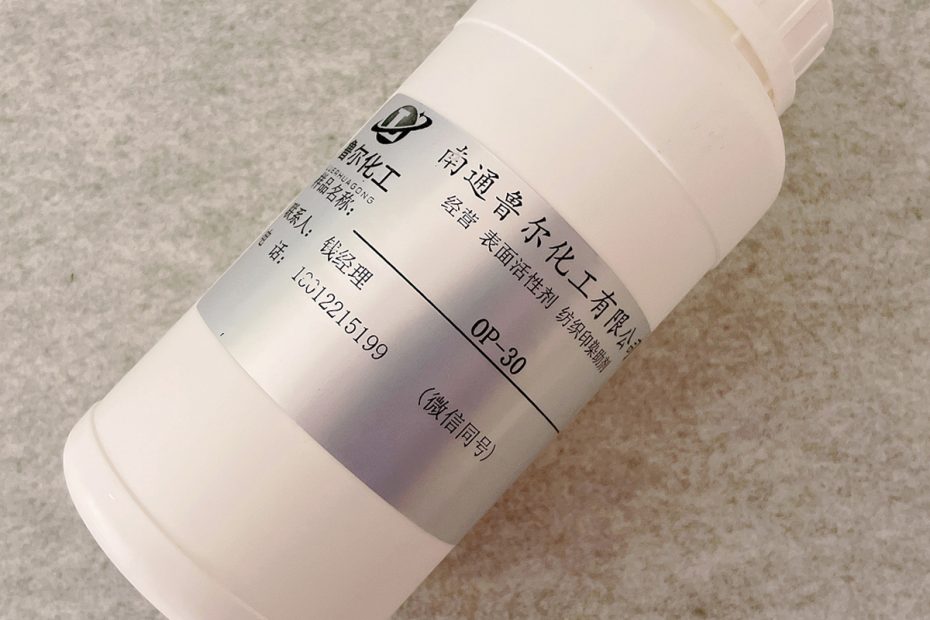 鲁尔化工
南通鲁尔化工有限公司
经营 表面活性剂 纺织印染助剂
样品名称: OP-30
联系人: 钱经理
话:
(微信同号)